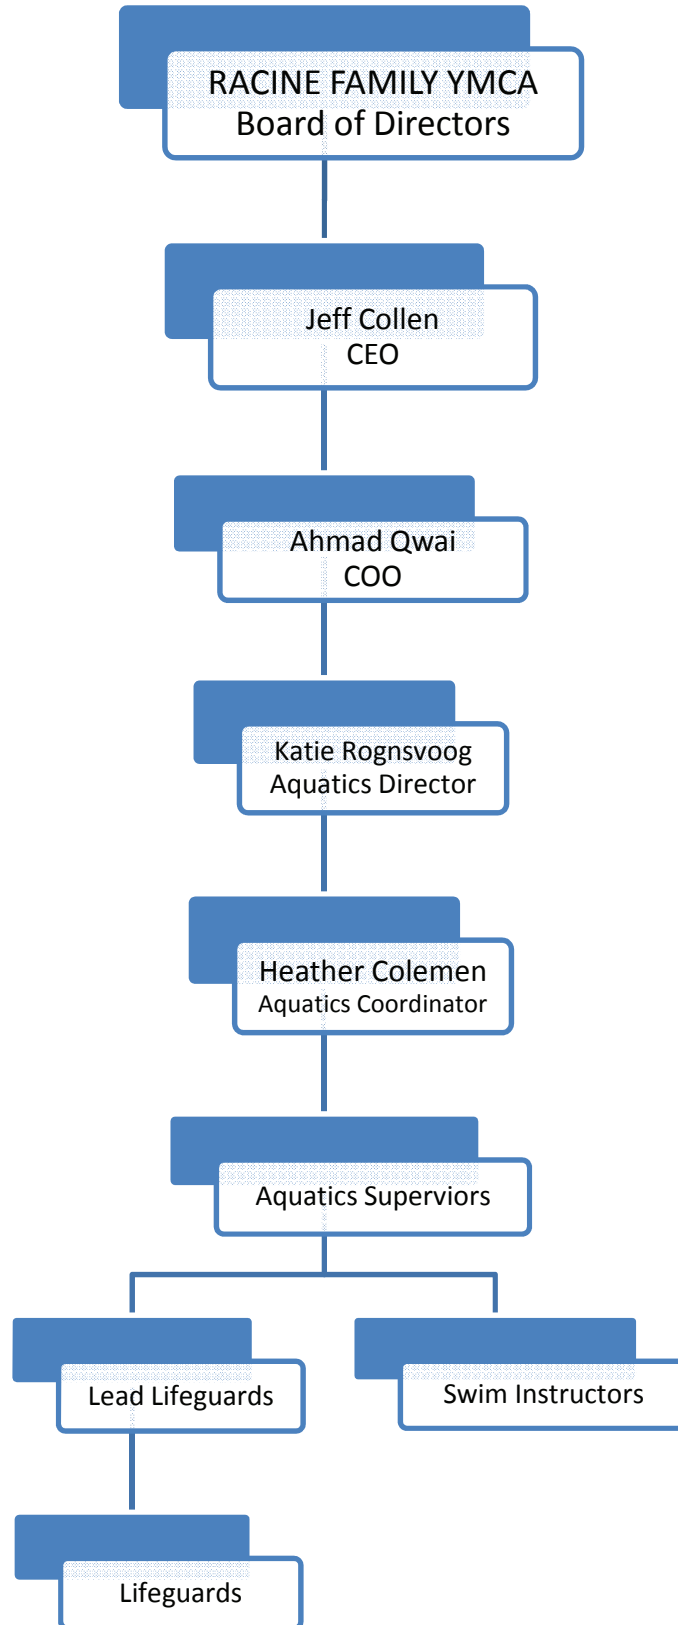 RACINE FAMILY YMCA
Board of Directors
Jeff Collen
CEO
Ahmad Qwai
COO
Katie Rognsvoog
Aquatics Director
Heather Colemen
Aquatics Coordinator
Aquatics Superviors
Lead Lifeguards
Swim Instructors
Lifeguards